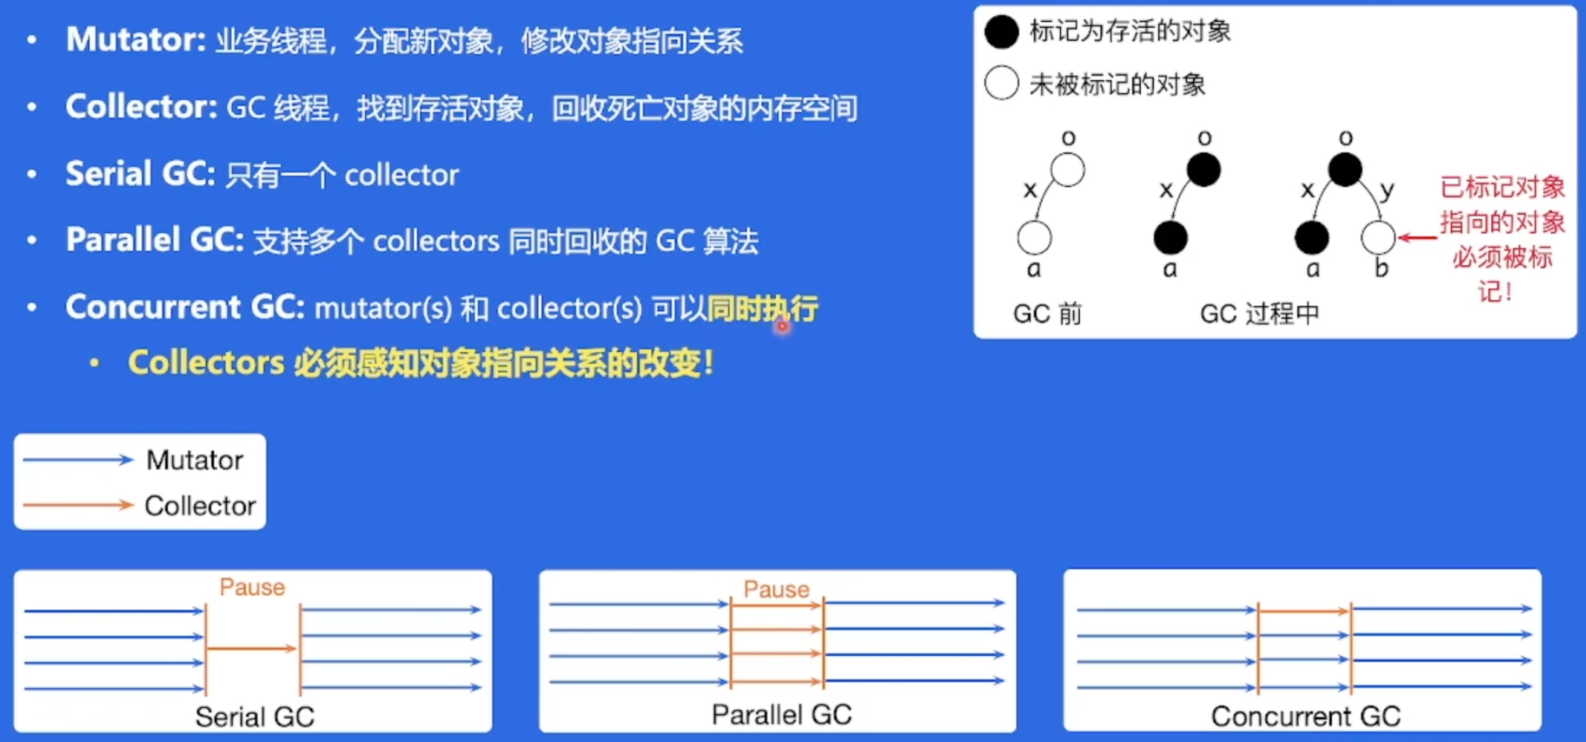 • Mutator: 业务线程，分配新对象，修改对象指向关系
• Collector: GC 线程，找到存活对象，回收死亡对象的内存空间
• Serial GC: 只有一个 collector
• Parallel GC: 支持多个 collectors 同时回收的 GC 算法
• Concurrent GC: mutator(s) 和 collector(s) 可以同时执行
• Collectors 必须感知对象指向关系的改变！
标记为存活的对象
未被标记的对象
o
x
a
o
x
a
o
x
y
a
b
已标记对象
指向的对象
必须被标
记！
GC 前
GC 过程中
Mutator
Collector
Pause
Serial GC
Pause
Parallel GC
Concurrent GC